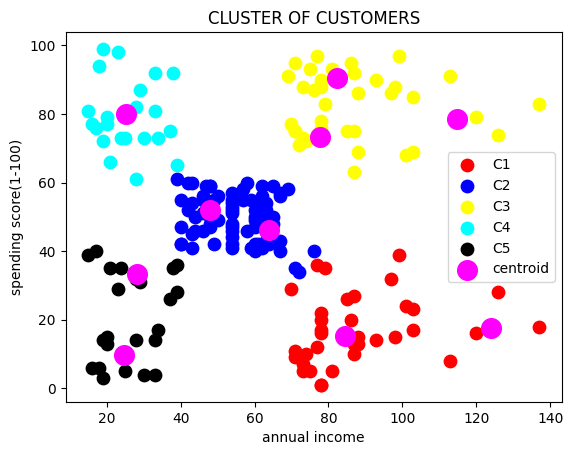 CLUSTER OF CUSTOMERS
100
80
60
40
20
0
spending score(1-100)
C1
C2
C3
C4
C5
centroid
20
40
60
80
100
120
140
annual income